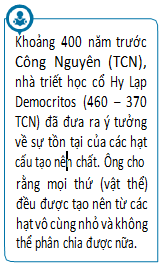 Khoảng 400 năm trước
Công Nguyên (TCN),
nhà triết học cổ Hy Lạp
Democritos (460 – 370
TCN) đã đưa ra ý tưởng
về sự tồn tại của các hạt
cấu tạo nên chất. Ông cho
rằng mọi thứ (vật thể)
đều được tạo nên từ các
hạt vô cùng nhỏ và không
thể phân chia được nữa.